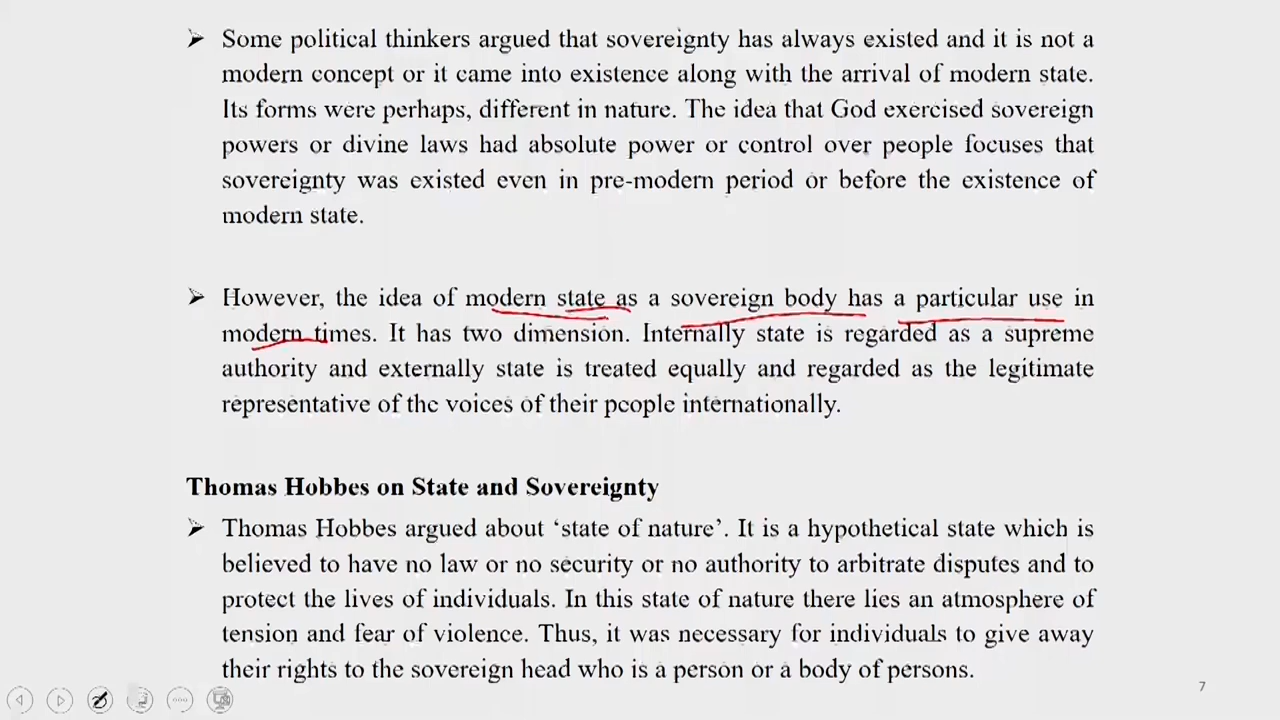 ➢ Some political thinkers argued that sovereignty has always existed and it is not a
modern concept or it came into existence along with the arrival of modern state.
Its forms were perhaps, different in nature. The idea that God exercised sovereign
powers or divine laws had absolute power or control over people focuses that
sovereignty was existed even in pre-modern period or before the existence of
modern state.
➢ However, the idea of modern state as a sovereign body has a particular use in
modern times. It has two dimension. Internally state is regarded as a supreme
authority and externally state is treated equally and regarded as the legitimate
representative of the voices of their people internationally.
Thomas Hobbes on State and Sovereignty
➢ Thomas Hobbes argued about ‘state of nature’. It is a hypothetical state which is
believed to have no law or no security or no authority to arbitrate disputes and to
protect the lives of individuals. In this state of nature there lies an atmosphere of
tension and fear of violence. Thus, it was necessary for individuals to give away
their rights to the sovereign head who is a person or a body of persons.
7